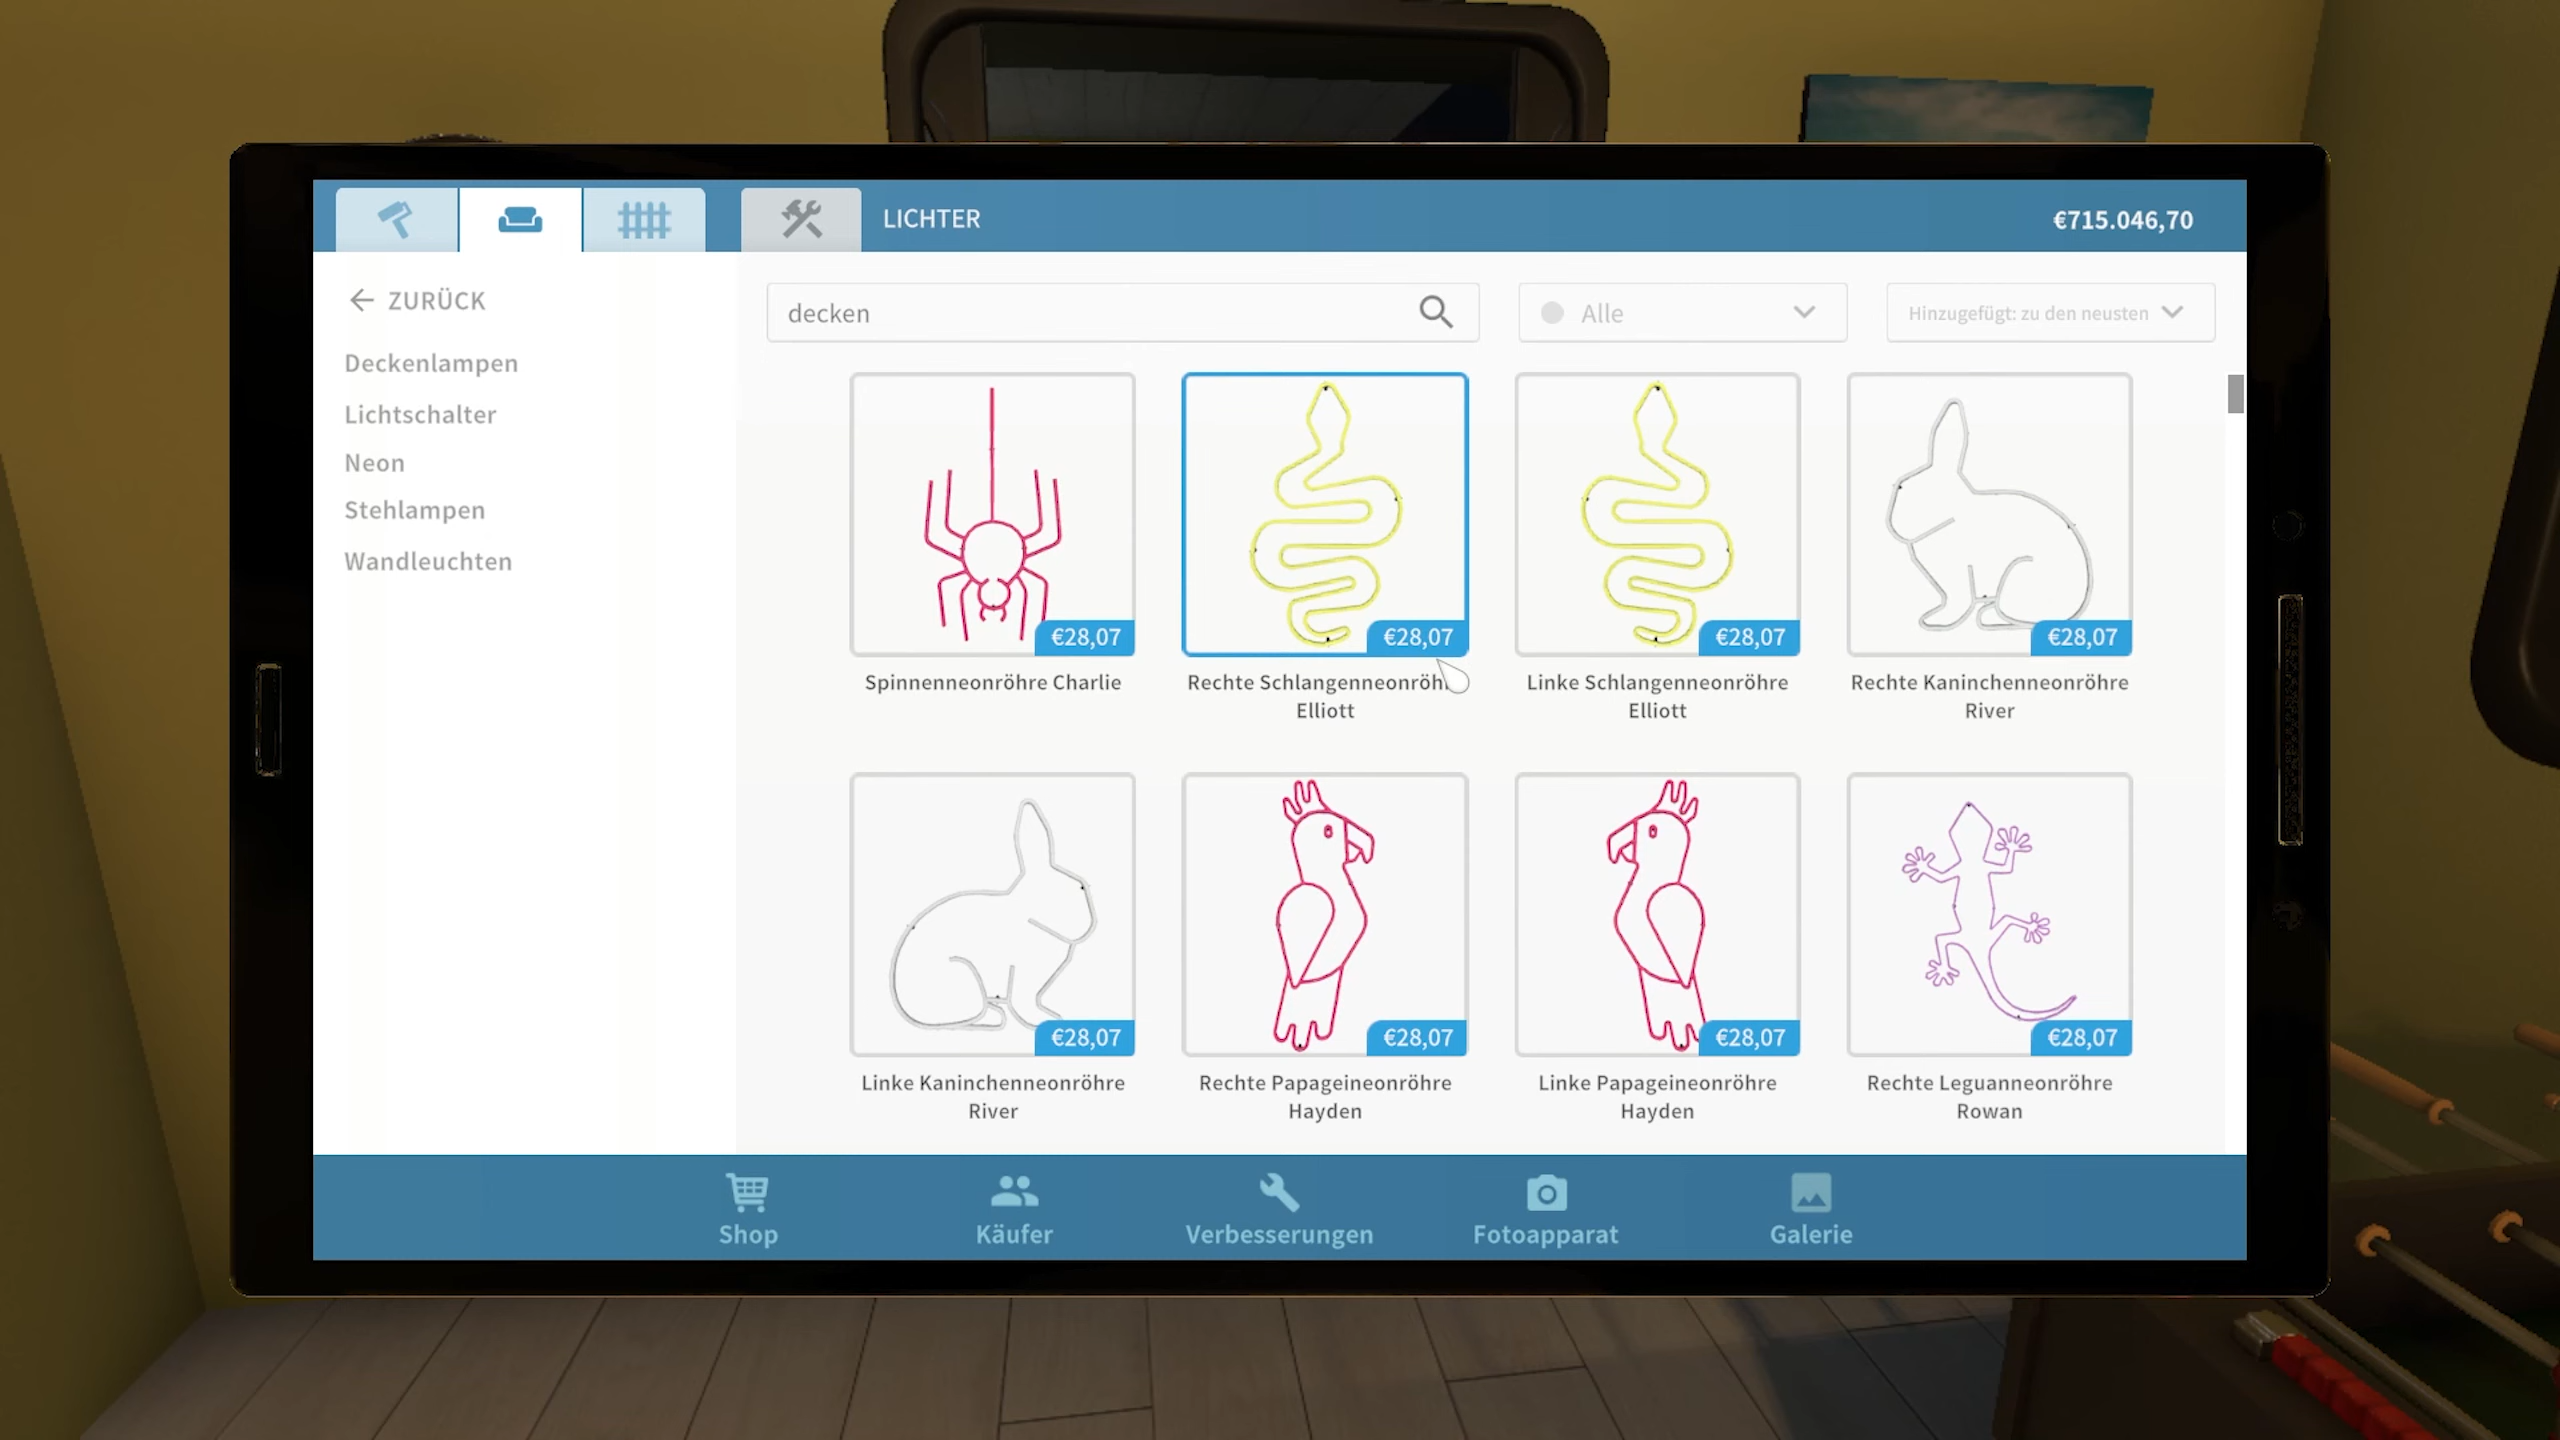 LICHTER
€715.046,70
ZURÜCK
Deckenlampen
Lichtschalter
Neon
Stehlampen
Wandleuchten
decken
Alle
Hinzugefügt: zu den neusten
€28,07
€28,07
€28,07
€28,07
Spinnenneonröhre Charlie
Rechte Schlangenneonröh
Elliott
Linke Schlangenneonröhre
Elliott
Rechte Kaninchenneonröhre
River
€28,07
€28,07
€28,07
€28,07
Linke Kaninchenneonröhre
River
Rechte Papageineonröhre
Hayden
Linke Papageineonröhre
Hayden
Rechte Leguanneonröhre
Rowan
Shop
Käufer
Verbesserungen
Fotoapparat
Galerie